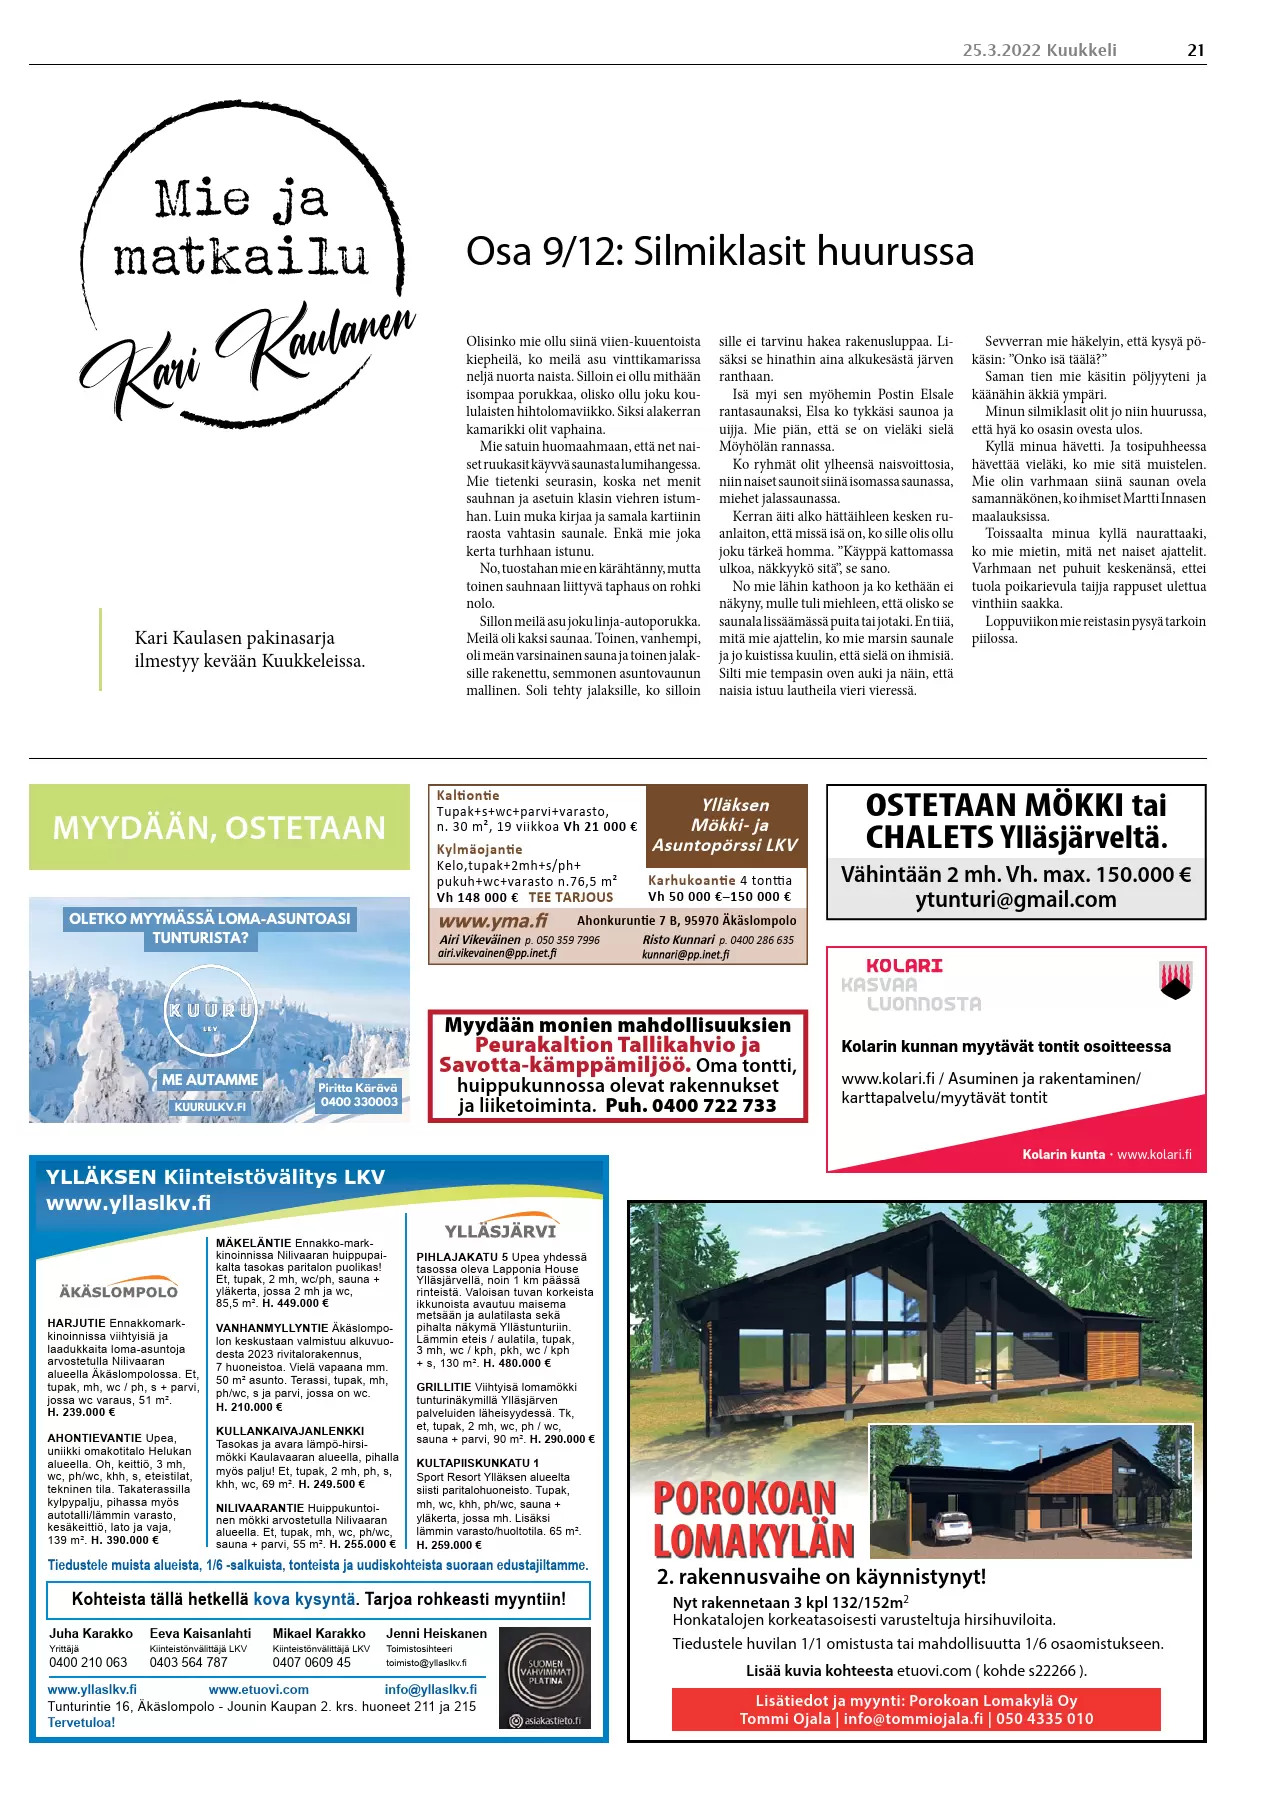 25.3.2022 Kuukkeli
21
Mie ja
matkailu
Kari Kaulanen
Osa 9/12: Silmiklasit huurussa
Olisinko mie ollu siinä viien-kuuentoista
kiepheilä, ko meilä asu vinttikamarissa
neljä nuorta naista. Silloin ei ollu mithään
isompaa porukkaa, olisko ollu joku kou-
lulaisten hihtolomaviikko. Siksi alakerran
kamarikki olit vaphaina.
Mie satuin huomaahmaan, että net nai-
set ruukasit käyvvä saunasta lumihangessa.
Mie tietenki seurasin, koska net menit
sauhnan ja asetuin klasin viehren istum-
han. Luin muka kirjaa ja samala kartiinin
raosta vahtasin saunale. Enkä mie joka
kerta turhhaan istunu.
No, tuostahan mie en kärähtänny, mutta
toinen sauhnaan liittyvä taphaus on rohki
nolo.
Sillon meilä asu joku linja-autoporukka.
Meilä oli kaksi saunaa. Toinen, vanhempi,
oli meän varsinainen sauna ja toinen jalak-
sille rakenettu, semmonen asuntovaunun
mallinen. Soli tehty jalaksille, ko silloin
sille ei tarvinu hakea rakenusluppaa. Li-
säksi se hinathin aina alkukesästä järven
ranthaan.
Isä myi sen myöhemin Postin Elsale
rantasaunaksi, Elsa ko tykkäsi saunoa ja
uijja. Mie piän, että se on vieläki sielä
Möyhölän rannassa.
Ko ryhmät olit ylheensä naisvoittosia,
niin naiset saunoit siinä isomassa saunassa,
miehet jalassaunassa.
Kerran äiti alko hättäihleen kesken ru-
anlaiton, että missä isä on, ko sille olis ollu
joku tärkeä homma. ”Käyppä kattomassa
ulkoa, näkkyykö sitä”, se sano.
No mie lähin kathoon ja ko kethään ei
näkyny, mulle tuli miehleen, että olisko se
saunala lissäämässä puita tai jotaki. En tiiä,
mitä mie ajattelin, ko mie marsin saunale
ja jo kuistissa kuulin, että sielä on ihmisiä.
Silti mie tempasin oven auki ja näin, että
naisia istuu lautheila vieri vieressä.
Sevverran mie häkelyin, että kysyä pö-
käsin: ”Onko isä täälä?”
Saman tien mie käsitin pöljyyteni ja
käänähin äkkiä ympäri.
Minun silmiklasit olit jo niin huurussa,
että hyä ko osasin ovesta ulos.
Kyllä minua hävetti. Ja tosipuhheessa
hävettää vieläki, ko mie sitä muistelen.
Mie olin varhmaan siinä saunan ovela
samannäkönen, ko ihmiset Martti Innasen
maalauksissa.
Toissaalta minua kyllä naurattaaki,
ko mie mietin, mitä net naiset ajattelit.
Varhmaan net puhuit keskenänsä, ettei
tuola poikarievula taijja rappuset ulettua
vinthiin saakka.
Loppuviikon mie reistasin pysyä tarkoin
piilossa.
Kari Kaulasen pakinasarja
ilmestyy kevään Kuukkeleissa.
MYYDÄÄN, OSTETAAN
OLETKO MYYMÄSSÄ LOMA-ASUNTOASI
TUNTURISTA?
KUURU
LKV
ME AUTAMME
KUURULKV.FI
Piritta Kärävä
0400 330003
Kaltiontie
Tupak+s+wc+parvi+varasto,
n. 30 m², 19 viikkoa Vh 21 000 €
Kylmäojantie
Kelo,tupak+2mh+s/ph+
pukuh+wc+varasto n.76,5 m²
Vh 148 000 € TEE TARJOUS
Ylläksen
Mökki- ja
Asuntopörssi LKV
Karhukoantie 4 tonttia
Vh 50 000 €–150 000 €
www.yma.fi Ahonkuruntie 7 B, 95970 Äkäslompolo
Airi Vikeväinen p. 050 359 7996
airi.vikevainen@pp.inet.fi
Risto Kunnari p. 0400 286 635
kunnari@pp.inet.fi
Myydään monien mahdollisuuksien
Peurakaltion Tallikahvio ja
Savotta-kämppämiljöö. Oma tontti,
huippukunnossa olevat rakennukset
ja liiketoiminta. Puh. 0400 722 733
OSTETAAN MÖKKI tai
CHALETS Ylläsjärveltä.
Vähintään 2 mh. Vh. max. 150.000 €
ytunturi@gmail.com
KOLARI
KASVAA
LUONNOSTA
Kolarin kunnan myytävät tontit osoitteessa
www.kolari.fi / Asuminen ja rakentaminen/
karttapalvelu/myytävät tontit
Kolarin kunta · www.kolari.fi
YLLÄKSEN Kiinteistövälitys LKV
www.yllaslkv.fi
ÄKÄSLOMPOLO
HARJUTIE Ennakkomark-
kinoinnissa viihtyisiä ja
laadukkaita loma-asuntoja
arvostetulla Nilivaaran
alueella Äkäslompolossa. Et,
tupak, mh, wc / ph, s + parvi,
jossa wc varaus, 51 m².
H. 239.000 €
AHONTIEVANTIE Upea,
uniikki omakotitalo Helukan
alueella. Oh, keittiö, 3 mh,
wc, ph/wc, khh, s, eteistilat,
tekninen tila. Takaterassilla
kylpypalju, pihassa myös
autotalli/lämmin varasto,
kesäkeittiö, lato ja vaja,
139 m². H. 390.000 €
MÄKELÄNTIE Ennakko-mark-
kinoinnissa Nilivaaran huippupai-
kalta tasokas paritalon puolikas!
Et, tupak, 2 mh, wc/ph, sauna +
yläkerta, jossa 2 mh ja wc,
85,5 m². H. 449.000 €
VANHANMYLLYNTIE Äkäslompo-
lon keskustaan valmistuu alkuvuo-
desta 2023 rivitalorakennus,
7 huoneistoa. Vielä vapaana mm.
50 m² asunto. Terassi, tupak, mh,
ph/wc, s ja parvi, jossa on wc.
H. 210.000 €
KULLANKAIVAJANLENKKI
Tasokas ja avara lämpö-hirsi-
mökki Kaulavaaran alueella, pihalla
myös palju! Et, tupak, 2 mh, ph, s,
khh, wc, 69 m². H. 249.500 €
NILIVAARANTIE Huippukuntoi-
nen mökki arvostetulla Nilivaaran
alueella. Et, tupak, mh, wc, ph/wc,
sauna + parvi, 55 m². H. 255.000 €
YLLÄSJÄRVI
PIHLAJAKATU 5 Upea yhdessä
tasossa oleva Lapponia House
Ylläsjärvellä, noin 1 km päässä
rinteistä. Valoisan tuvan korkeista
ikkunoista avautuu maisema
metsään ja aulatilasta sekä
pihalta näkymä Yllästunturiin.
Lämmin eteis / aulatila, tupak,
3 mh, wc / kph, pkh, wc / kph
+ s, 130 m². H. 480.000 €
GRILLITIE Viihtyisä lomamökki
tunturinäkymillä Ylläsjärven
palveluiden läheisyydessä. Tk,
et, tupak, 2 mh, wc, ph / wc,
sauna + parvi, 90 m². H. 290.000 €
KULTAPIISKUNKATU 1
Sport Resort Ylläksen alueelta
siisti paritalohuoneisto. Tupak,
mh, wc, khh, ph/wc, sauna +
yläkerta, jossa mh. Lisäksi
lämmin varasto/huoltotila. 65 m².
H. 259.000 €
Tiedustele muista alueista, 1/6 -salkuista, tonteista ja uudiskohteista suoraan edustajiltamme.
Kohteista tällä hetkellä kova kysyntä. Tarjoa rohkeasti myyntiin!
Juha Karakko
Yrittäjä
0400 210 063
Eeva Kaisanlahti
Kiinteistönvälittäjä LKV
0403 564 787
Mikael Karakko
Kiinteistönvälittäjä LKV
0407 0609 45
Jenni Heiskanen
Toimistosihteeri
toimisto@yllaslkv.fi
www.yllaslkv.fi www.etuovi.com info@yllaslkv.fi
Tunturintie 16, Äkäslompolo - Jounin Kaupan 2. krs. huoneet 211 ja 215
Tervetuloa!
SUOMEN
VAHVIMMAT
PLATINA
asiakastieto.fi
POROKOAN
LOMAKYLÄN
2. rakennusvaihe on käynnistynyt!
Nyt rakennetaan 3 kpl 132/152m²
Honkatalojen korkeatasoisesti varusteltuja hirsihuviloita.
Tiedustele huvilan 1/1 omistusta tai mahdollisuutta 1/6 osaomistukseen.
Lisää kuvia kohteesta etuovi.com ( kohde s22266 ).
Lisätiedot ja myynti: Porokoan Lomakylä Oy
Tommi Ojala | info@tommiojala.fi | 050 4335 010